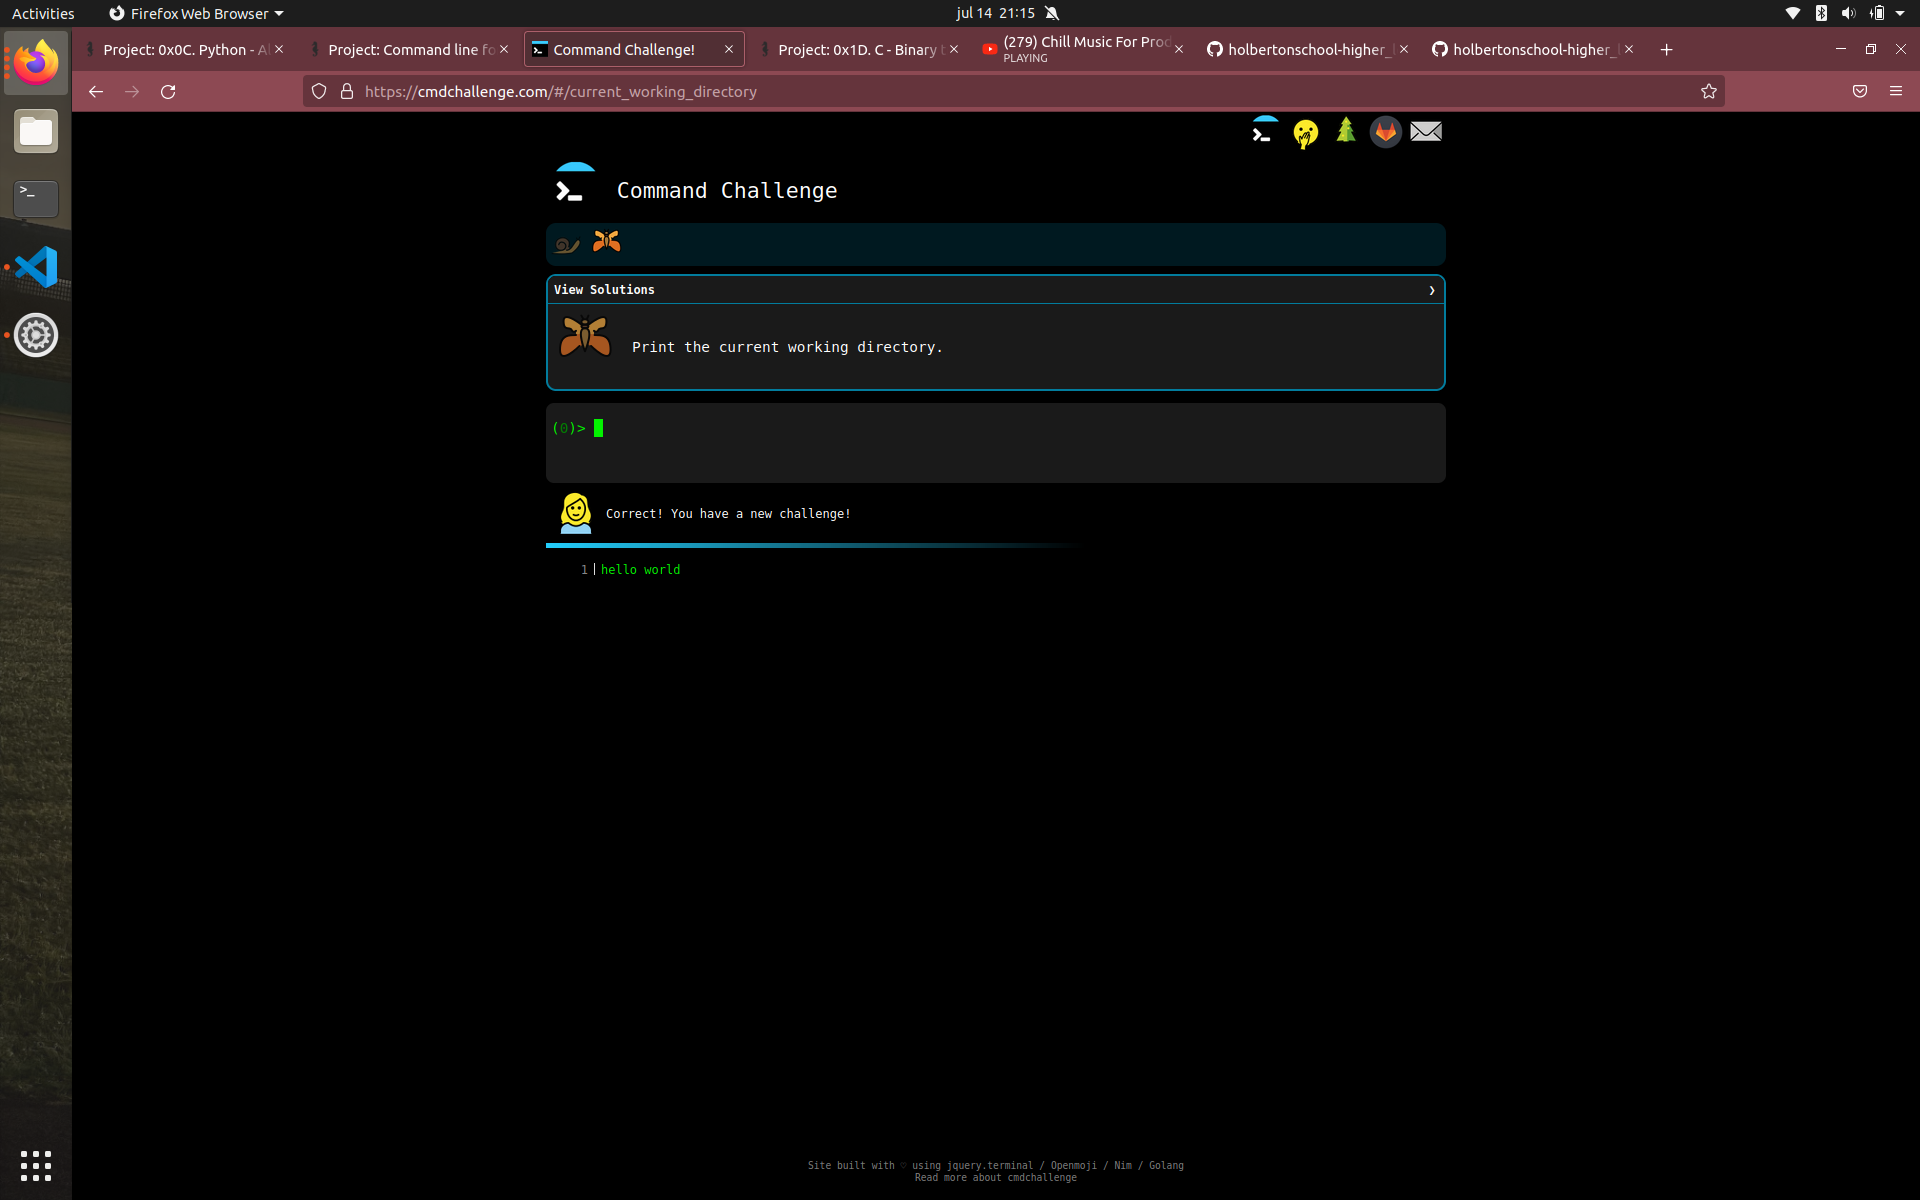 Activities
Firefox Web Browser
jul 14 21:15
Project: 0x0C. Python - Al
Project: Command line fo
Command Challenge!
Project: 0x1D. C - Binary t
(279) Chill Music For Prod
PLAYING
holbertonschool-higher_l
holbertonschool-higher_l
https://cmdchallenge.com/#/current_working_directory
Command Challenge
View Solutions
Print the current working directory.
(0)>
Correct! You have a new challenge!
1 hello world
Site built with ♡ using jquery.terminal / Openmoji / Nim / Golang
Read more about cmdchallenge